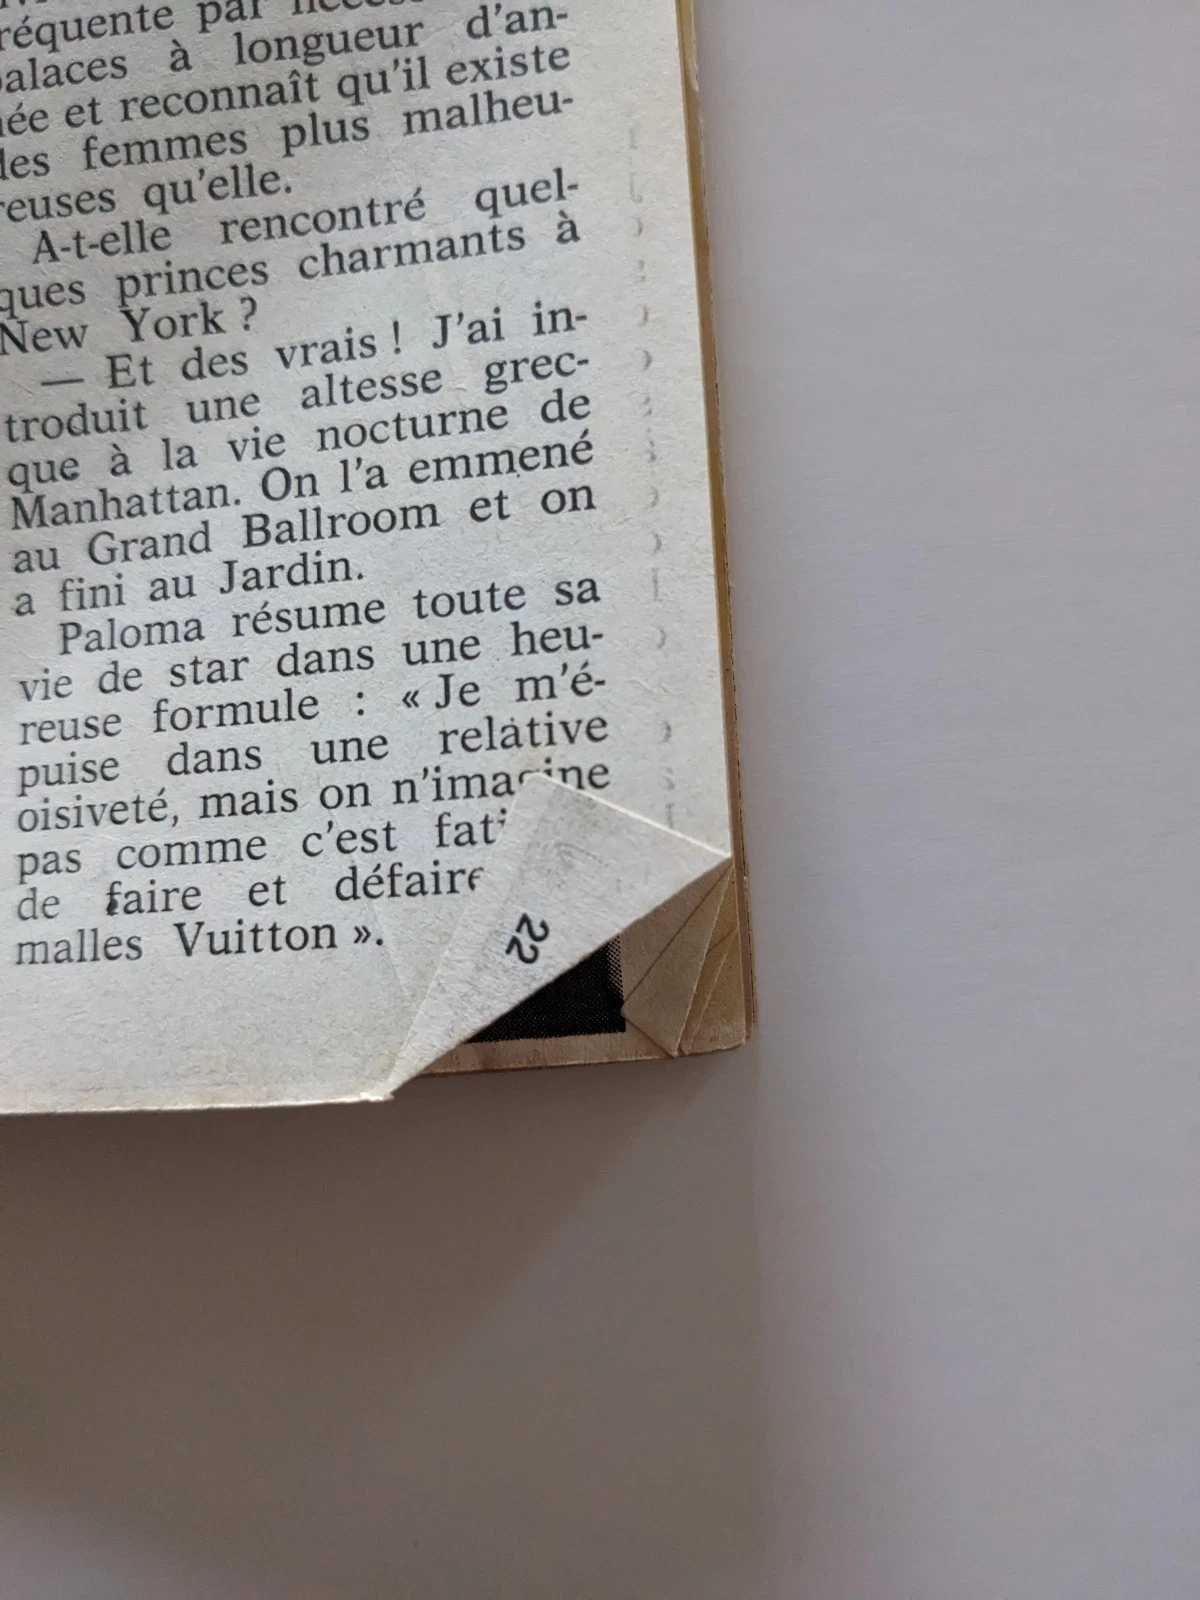 réquente par
palaces à longueur d'an-
née et reconnaît qu'il existe
des femmes plus malheu-
reuses qu'elle.
A-t-elle rencontré quel-
ques princes charmants à
New York ?
— Et des vrais ! J'ai in-
troduit une altesse grec-
que à la vie nocturne de
Manhattan. On l'a emmené
au Grand Ballroom et on
a fini au Jardin.
Paloma résume toute sa
vie de star dans une heu-
reuse formule : « Je m'é-
puise dans une relative
oisiveté, mais on n'imagine
pas comme c'est fati
de faire et défaire
malles Vuitton ».
22